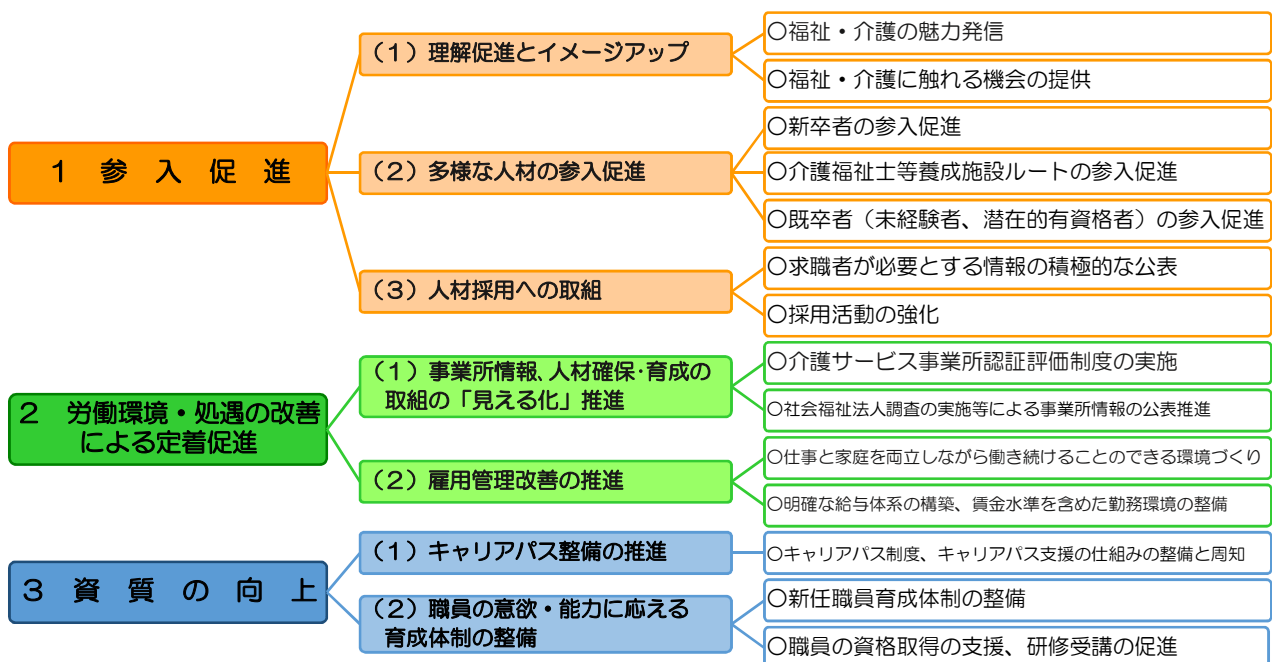 1 参入促進
(1)理解促進とイメージアップ
〇福祉・介護の魅力発信
〇福祉・介護に触れる機会の提供
(2)多様な人材の参入促進
〇新卒者の参入促進
〇介護福祉士等養成施設ルートの参入促進
〇既卒者(未経験者、潜在的有資格者)の参入促進
(3)人材採用への取組
〇求職者が必要とする情報の積極的な公表
〇採用活動の強化
2 労働環境・処遇の改善
による定着促進
(1)事業所情報、人材確保・育成の
取組の「見える化」推進
〇介護サービス事業所認証評価制度の実施
〇社会福祉法人調査の実施等による事業所情報の公表推進
(2)雇用管理改善の推進
〇仕事と家庭を両立しながら働き続けることのできる環境づくり
〇明確な給与体系の構築、賃金水準を含めた勤務環境の整備
3 資質の向上
(1)キャリアパス整備の推進
〇キャリアパス制度、キャリアパス支援の仕組みの整備と周知
(2)職員の意欲・能力に応える
育成体制の整備
〇新任職員育成体制の整備
〇職員の資格取得の支援、研修受講の促進